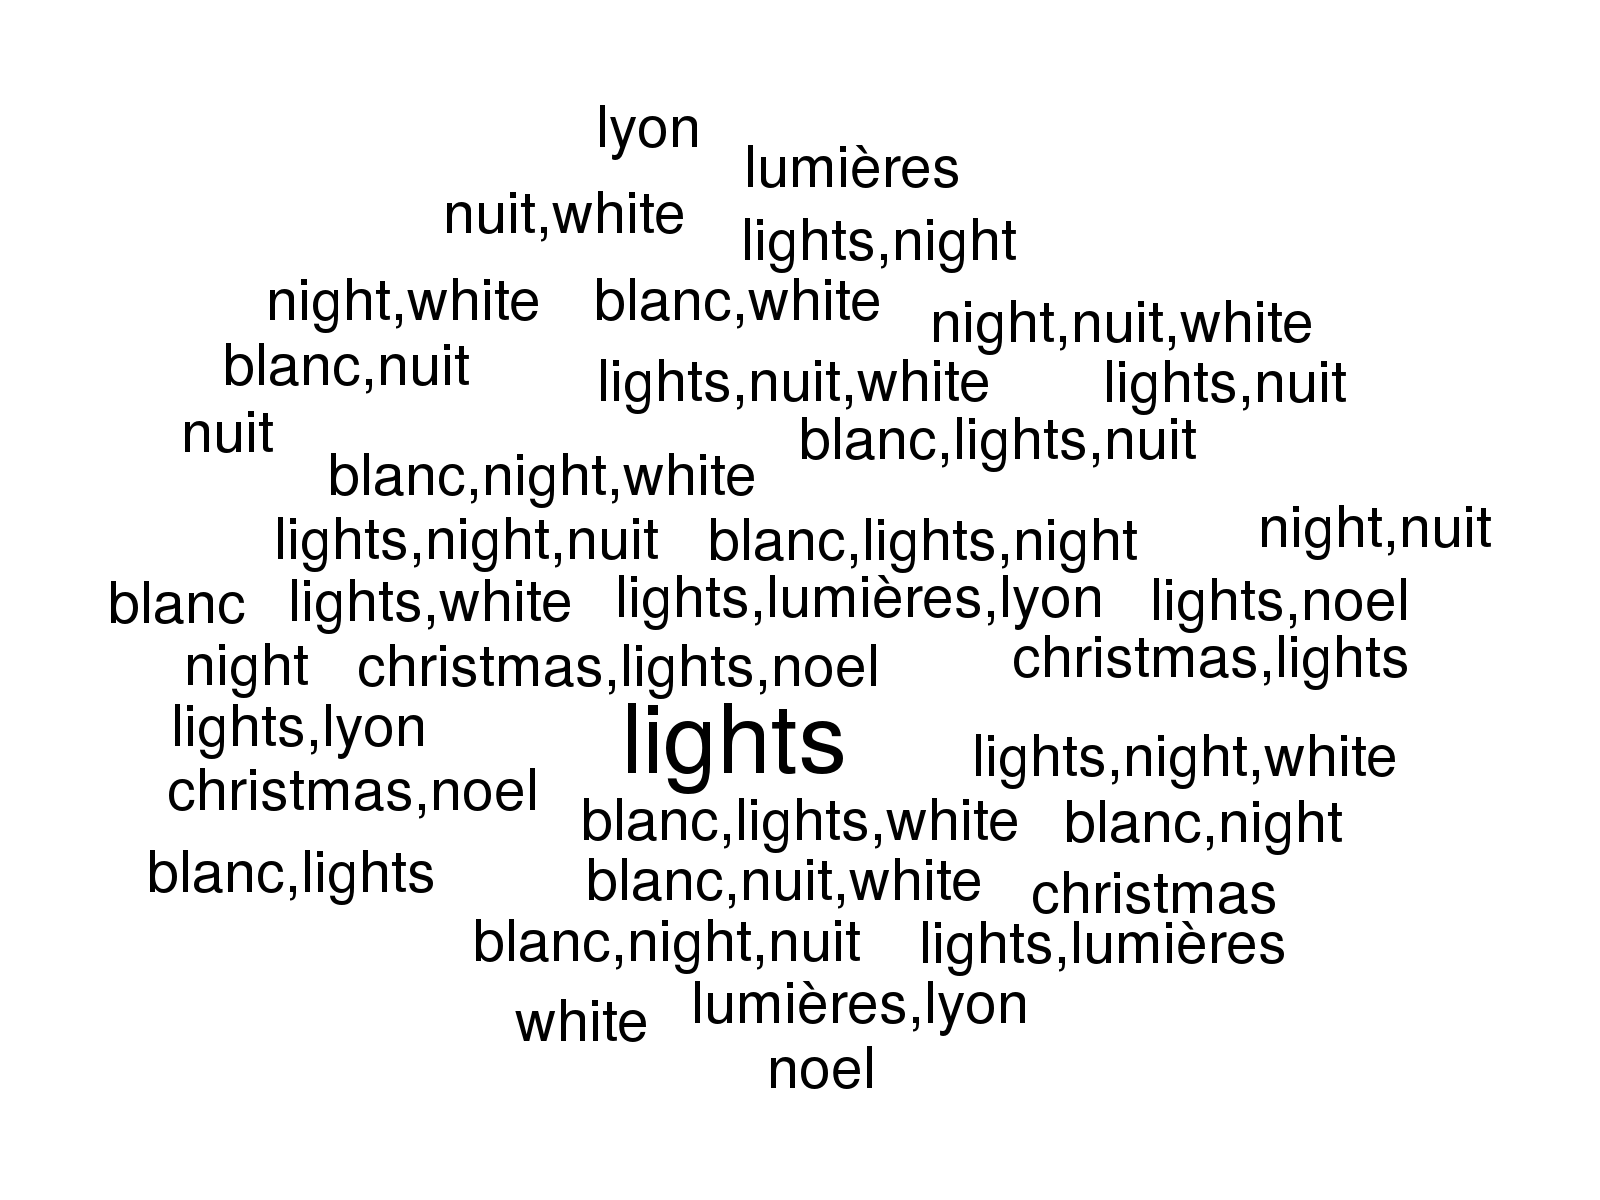 lyon
lumières
nuit,white
lights,night
night,white blanc,white night,nuit,white
blanc,nuit lights,nuit,white lights,nuit
nuit blanc,lights,nuit
blanc,night,white
lights,night,nuit blanc,lights,night night,nuit
blanc lights,white lights,lumières,lyon lights,noel
night christmas,lights,noel christmas,lights
lights,lyon lights lights,night,white
christmas,noel
blanc,lights,white blanc,night
blanc,lights blanc,nuit,white christmas
blanc,night,nuit lights,lumières
white lumières,lyon
noel